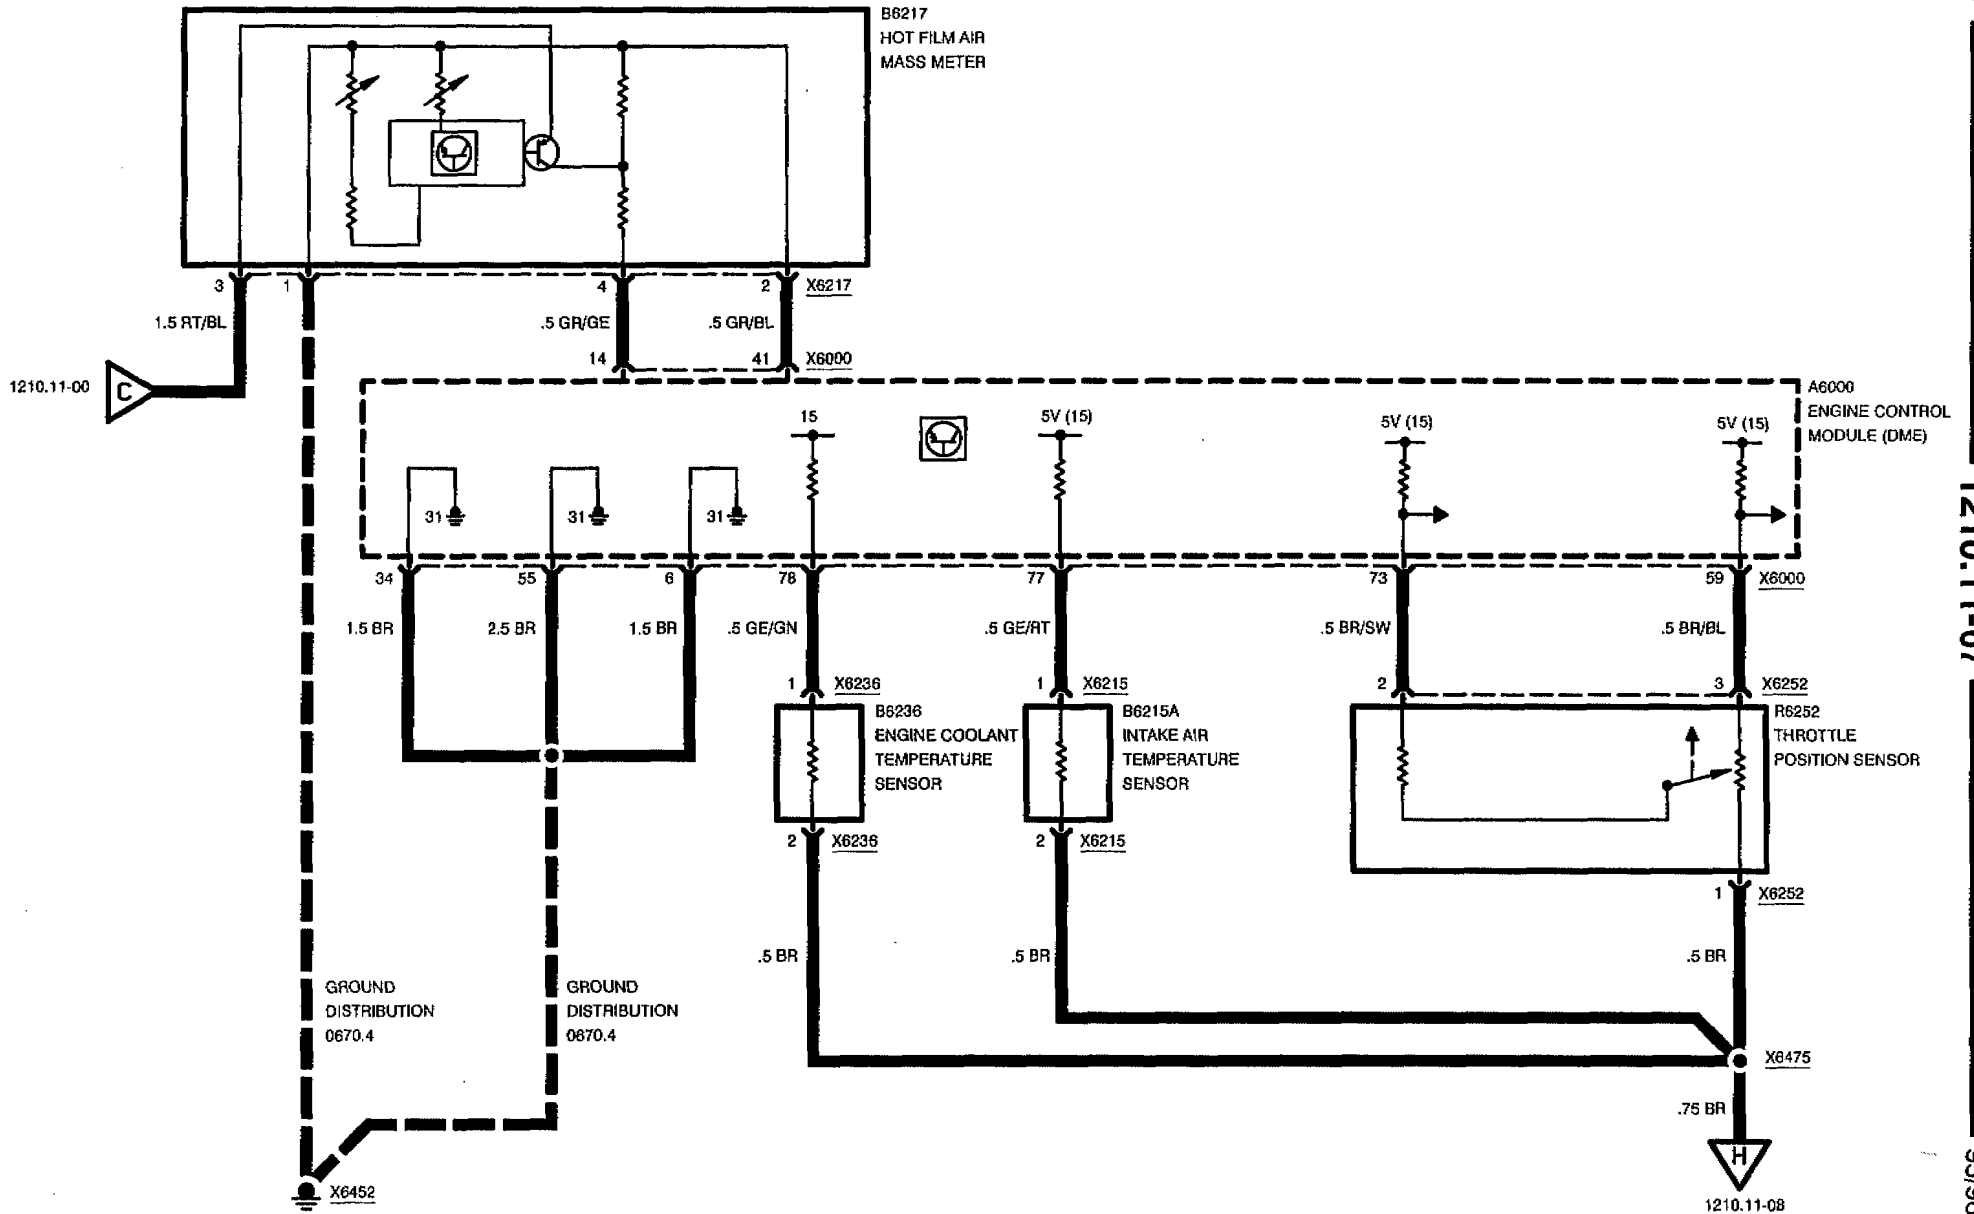 B6217
HOT FILM AIR
MASS METER
3
1
4
2
X6217
1.5 RT/BL
.5 GR/GE
.5 GR/BL
14
41
X6000
1210.11-00
C
A6000
ENGINE CONTROL
MODULE (DME)
15
5V (15)
5V (15)
5V (15)
31
31
31
34
55
6
78
77
73
59
X6000
1.5 BR
2.5 BR
1.5 BR
.5 GE/GN
.5 GE/RT
.5 BR/SW
.5 BR/BL
1
X6236
1
X6215
2
3
X6252
B6236
ENGINE COOLANT
TEMPERATURE
SENSOR
B6215A
INTAKE AIR
TEMPERATURE
SENSOR
R6252
THROTTLE
POSITION SENSOR
2
X6236
2
X6215
1
X6252
.5 BR
.5 BR
.5 BR
GROUND
DISTRIBUTION
0670.4
GROUND
DISTRIBUTION
0670.4
X6475
.75 BR
H
1210.11-08
X6452
1210.11-07